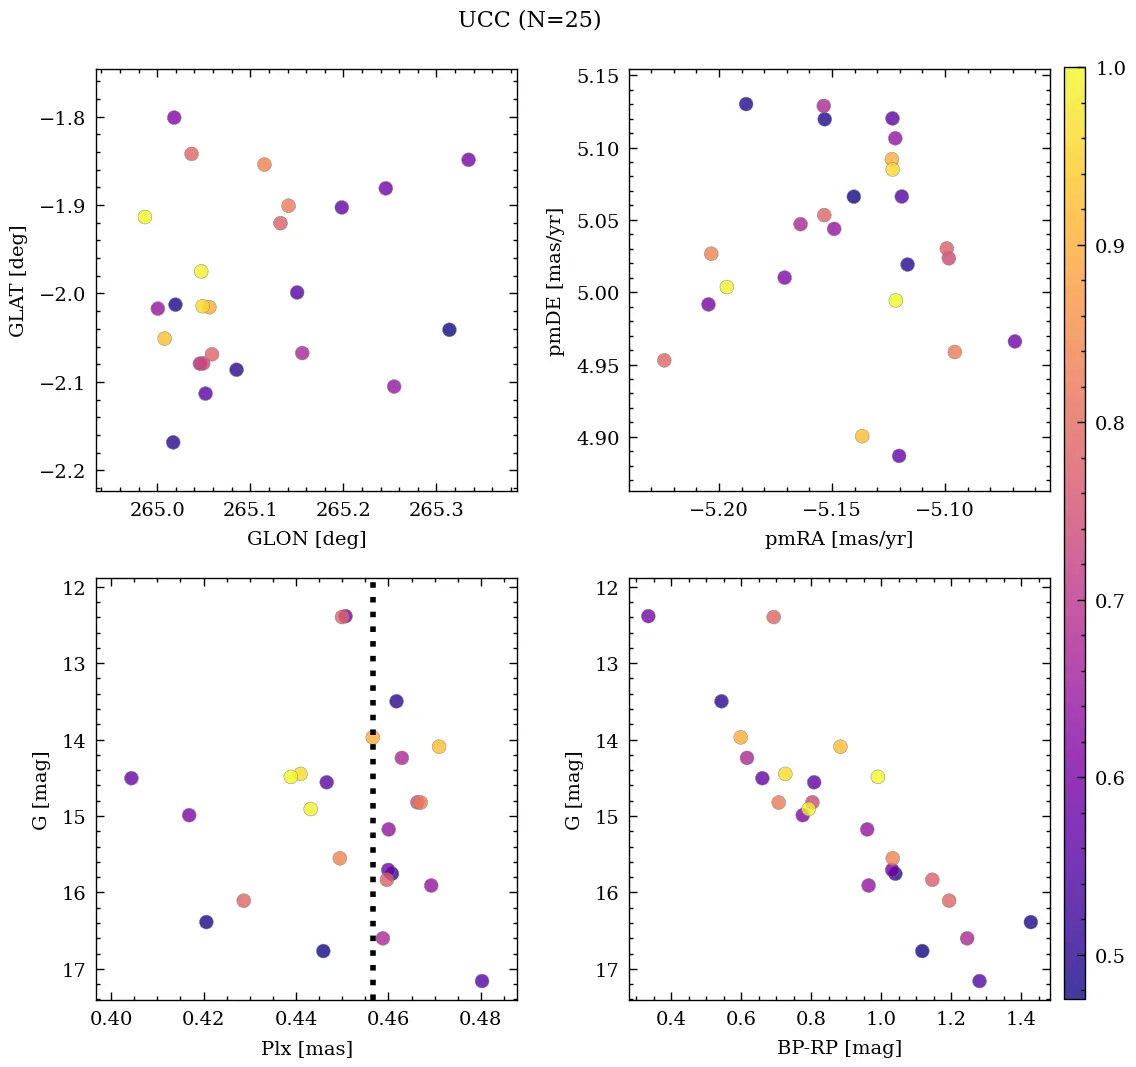 UCC (N=25)
−1.8
−1.9
−2.0
−2.1
−2.2
GLAT [deg]
265.0 265.1 265.2 265.3
GLON [deg]
5.15
5.10
5.05
5.00
4.95
4.90
pmDE [mas/yr]
−5.20 −5.15 −5.10
pmRA [mas/yr]
12
13
14
15
16
17
G [mag]
0.40 0.42 0.44 0.46 0.48
Plx [mas]
12
13
14
15
16
17
G [mag]
0.4 0.6 0.8 1.0 1.2 1.4
BP-RP [mag]
1.0
0.9
0.8
0.7
0.6
0.5